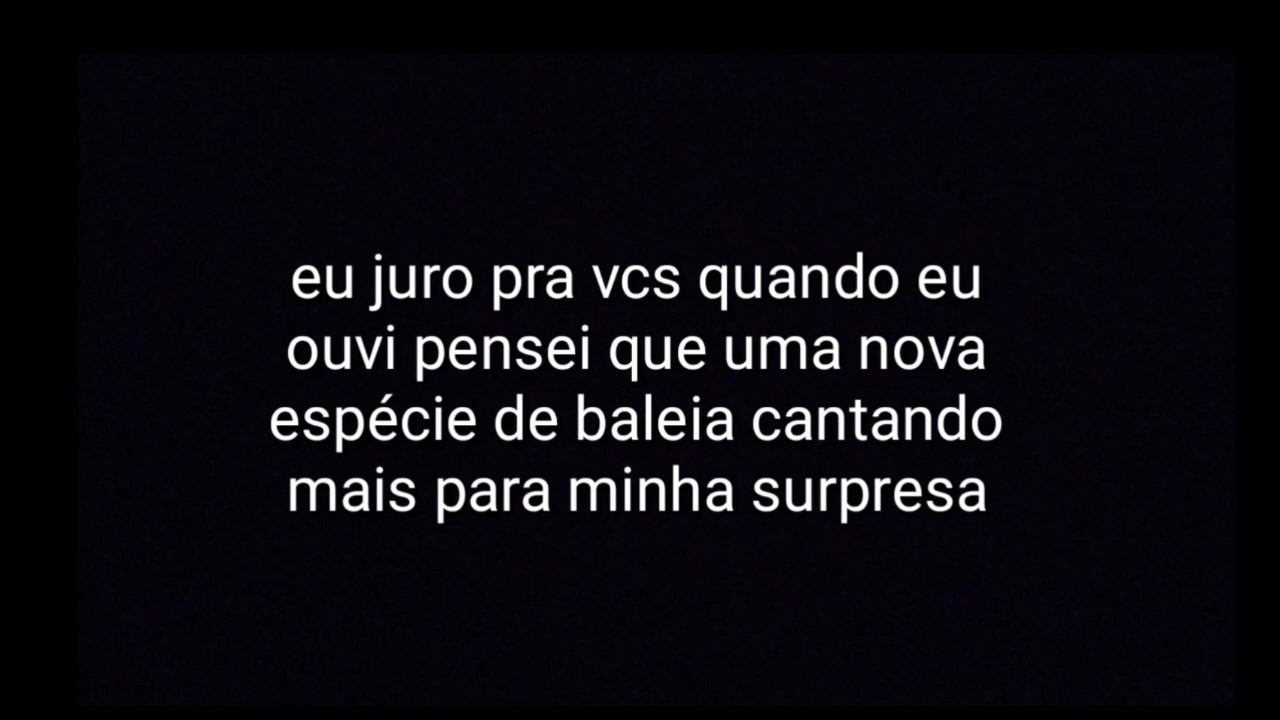 eu juro pra vcs quando eu
ouvi pensei que uma nova
espécie de baleia cantando
mais para minha surpresa